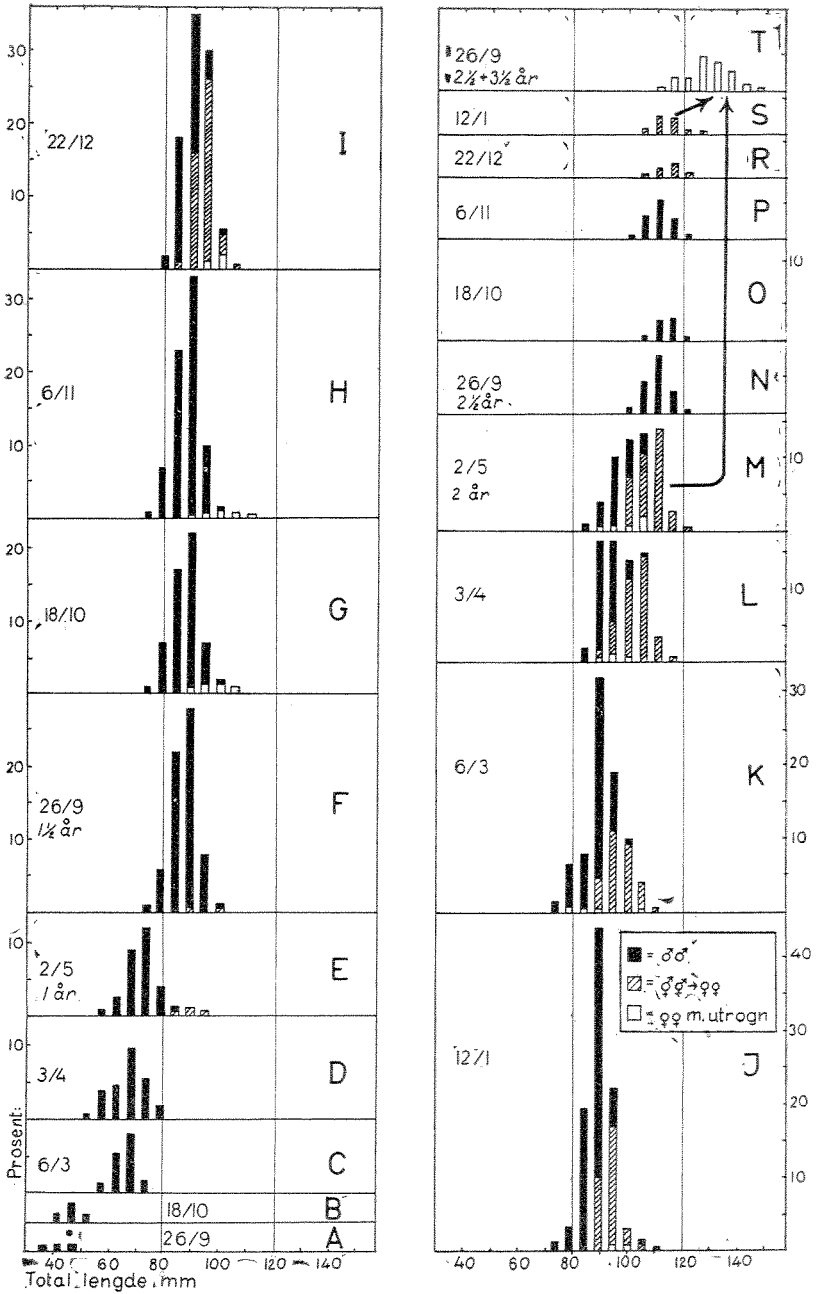 30
20
10
22/12
I
30
20
10
6/11
H
20
10
18/10
G
20
10
26/9
1½ år
F
10
2/5
1 år
E
10
3/4
D
Prosent:
6/3
C
18/10
B
26/9
A
40 60 80 100 120 140
Total lengde, mm
26/9
2½+3½ år
T
12/1
S
22/12
R
6/11
P
18/10
10
O
26/9
2½ år
N
2/5
2 år
10
M
3/4
10
L
6/3
30
20
10
K
■ = ♂♂
= ♂♂→♀♀
□ = ♀♀ m. utrogn
12/1
40
30
20
10
J
40 60 80 100 120 140